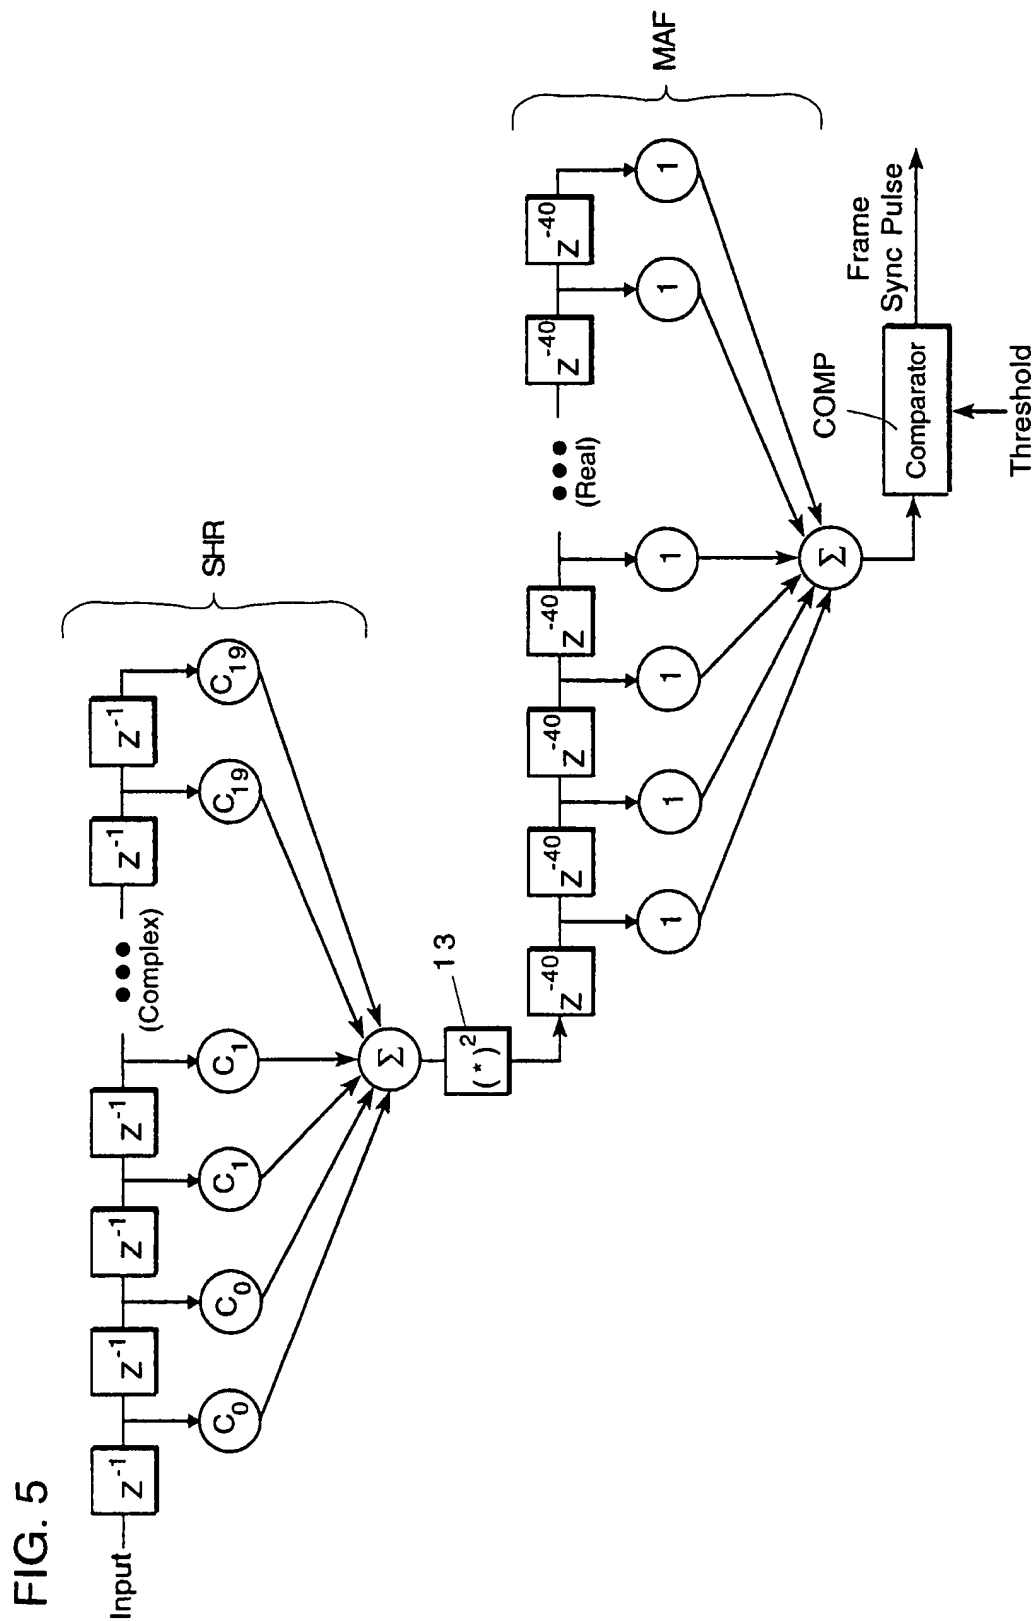 FIG. 5
SHR
Input
Z⁻¹ Z⁻¹ Z⁻¹ Z⁻¹ ••• Z⁻¹ Z⁻¹
(Complex)
C₀ C₀ C₁ C₁ C₁₉ C₁₉
Σ
13
(*)²
MAF
Z⁻⁴⁰ Z⁻⁴⁰ Z⁻⁴⁰ Z⁻⁴⁰ ••• Z⁻⁴⁰ Z⁻⁴⁰
(Real)
1 1 1 1 1 1
Σ
COMP
Comparator
Frame
Sync Pulse
Threshold